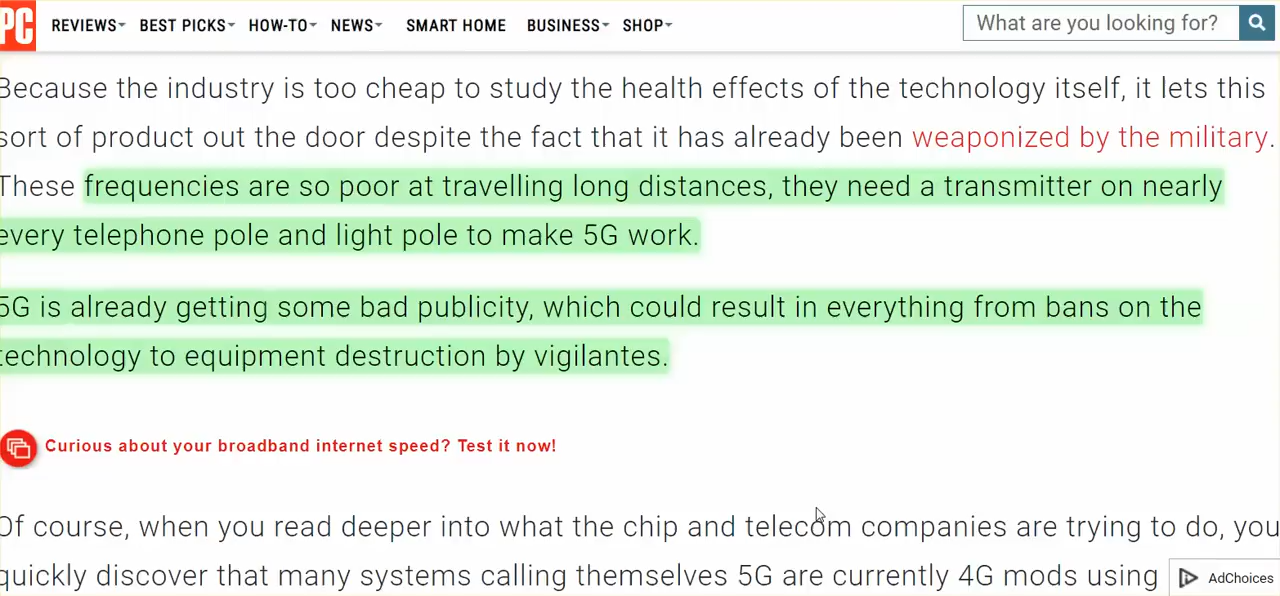 PC REVIEWS BEST PICKS HOW-TO NEWS SMART HOME BUSINESS SHOP What are you looking for?
Because the industry is too cheap to study the health effects of the technology itself, it lets this
sort of product out the door despite the fact that it has already been weaponized by the military.
These frequencies are so poor at travelling long distances, they need a transmitter on nearly
every telephone pole and light pole to make 5G work.
5G is already getting some bad publicity, which could result in everything from bans on the
technology to equipment destruction by vigilantes.
Curious about your broadband internet speed? Test it now!
Of course, when you read deeper into what the chip and telecom companies are trying to do, you
quickly discover that many systems calling themselves 5G are currently 4G mods using
AdChoices